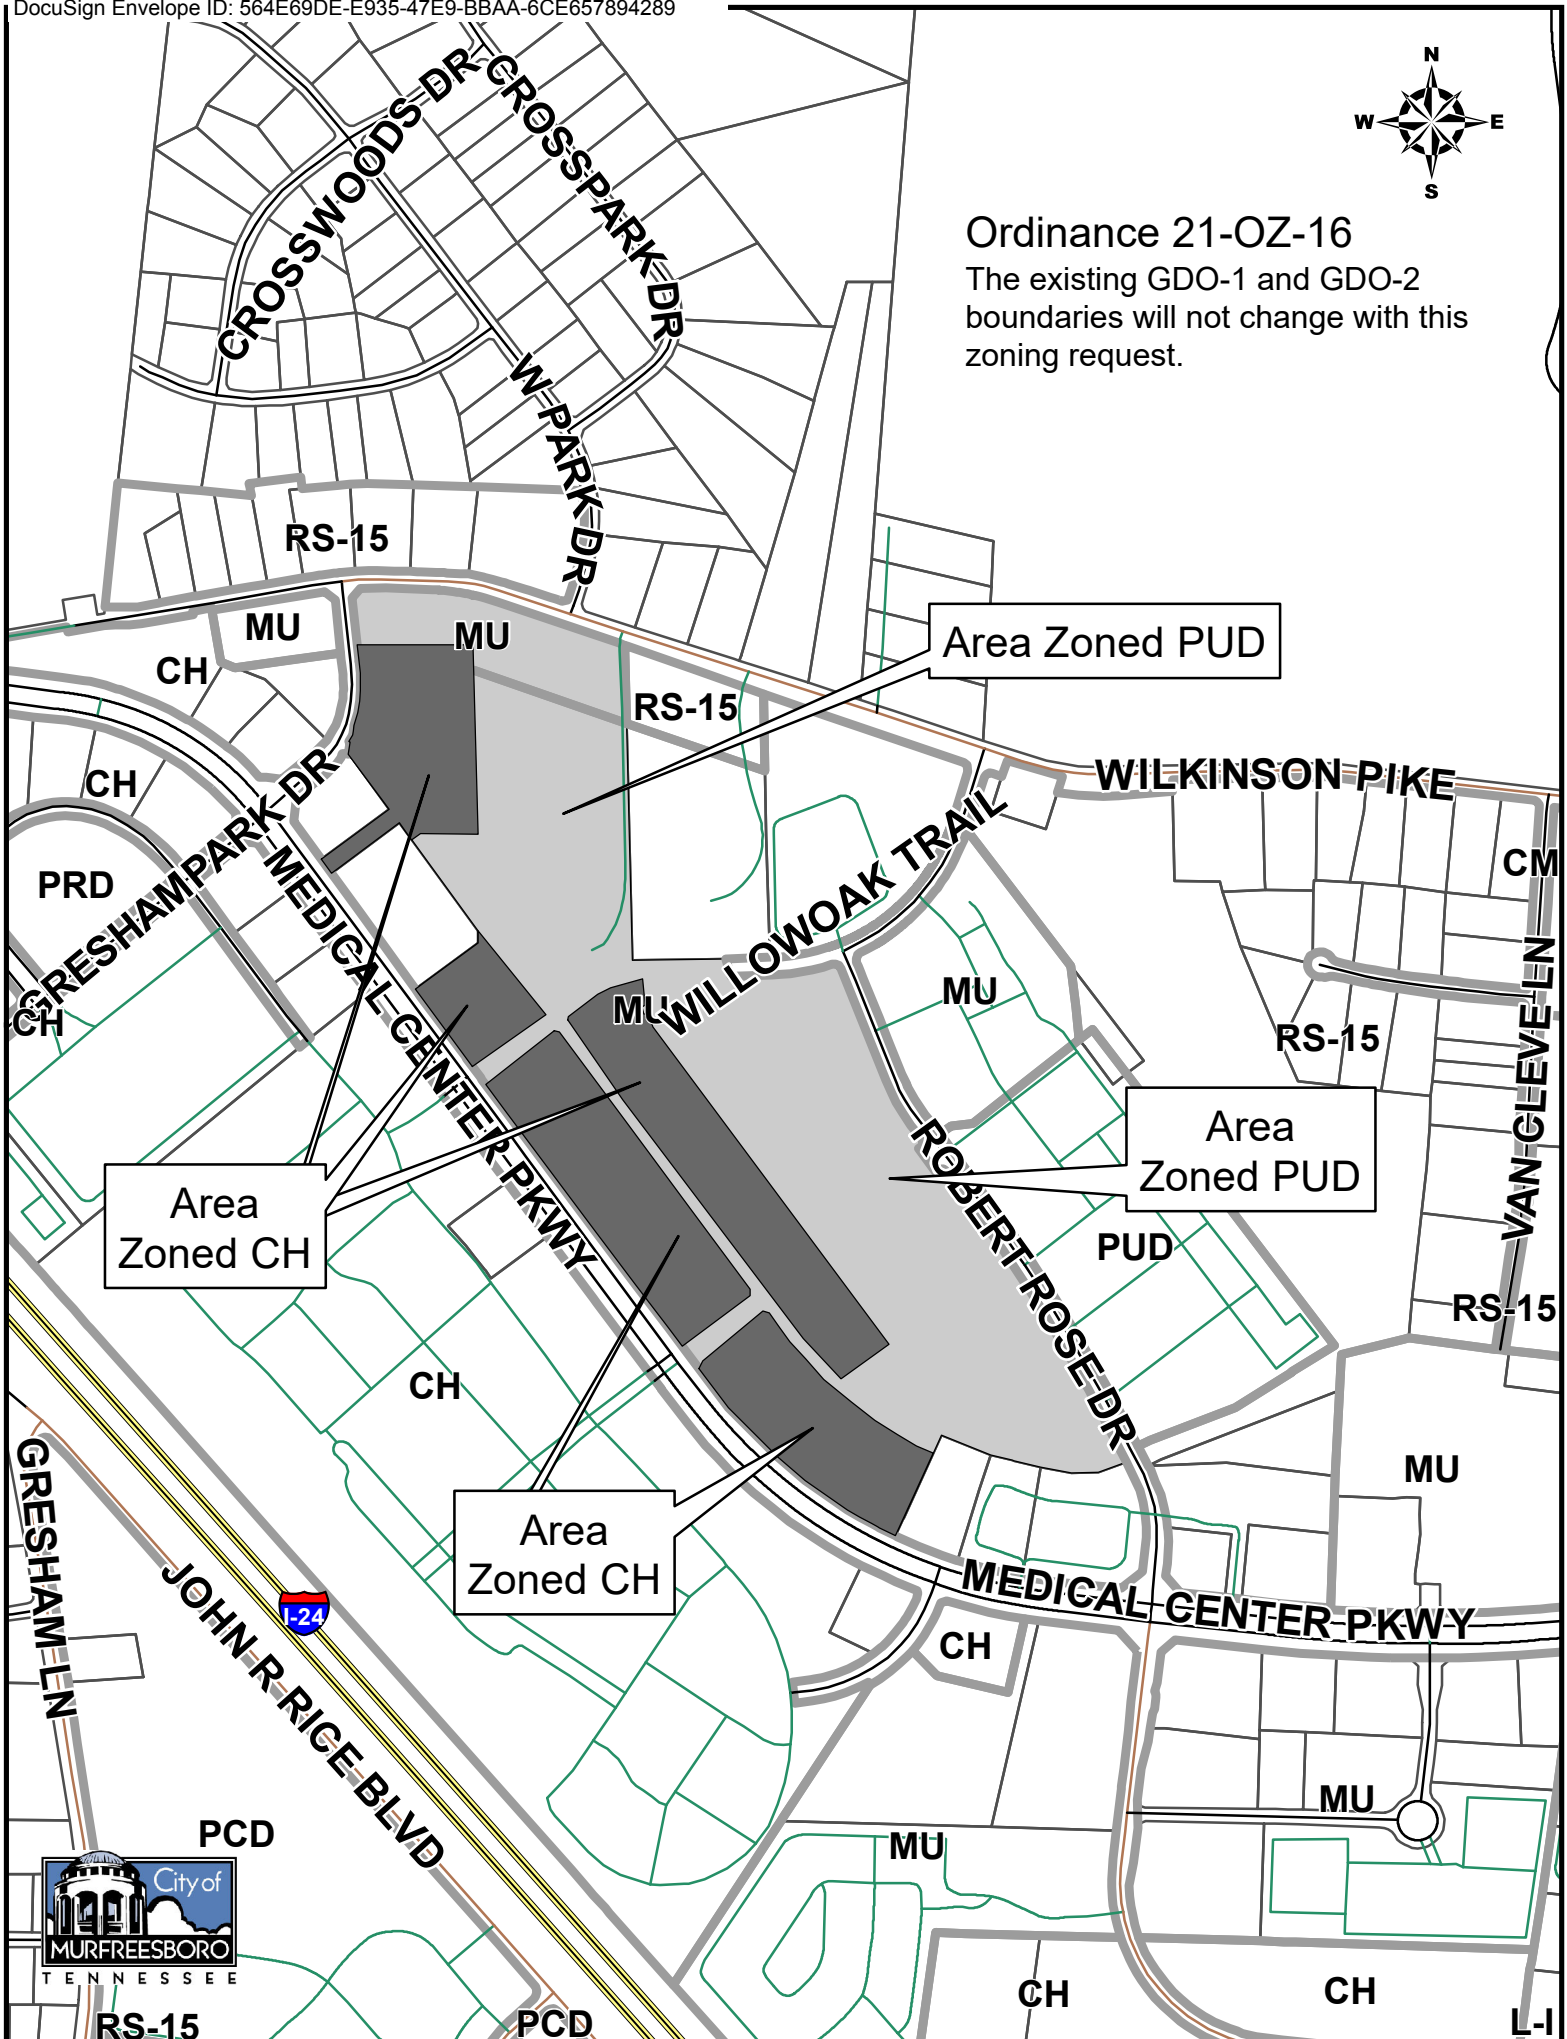 DocuSign Envelope ID: 564E69DE-E935-47E9-BBAA-6CE657894289
N
W
E
S
Ordinance 21-OZ-16
The existing GDO-1 and GDO-2
boundaries will not change with this
zoning request.
CROSSWOODS DR
CROSSPARK DR
W PARK DR
RS-15
MU
MU
CH
RS-15
Area Zoned PUD
WILKINSON PIKE
CH
GRESHAMPARK DR
PRD
CM
MEDICAL CENTER PKWY
WILLOWOAK TRAIL
MU
MU
CH
RS-15
VAN CLEVE LN
Area
Zoned PUD
ROBERT ROSE DR
Area
Zoned CH
PUD
RS-15
CH
MU
GRESHAM LN
Area
Zoned CH
I-24
JOHN R RICE BLVD
MEDICAL CENTER PKWY
CH
MU
PCD
MU
City of
MURFREESBORO
TENNESSEE
CH
CH
RS-15
PCD
L-I